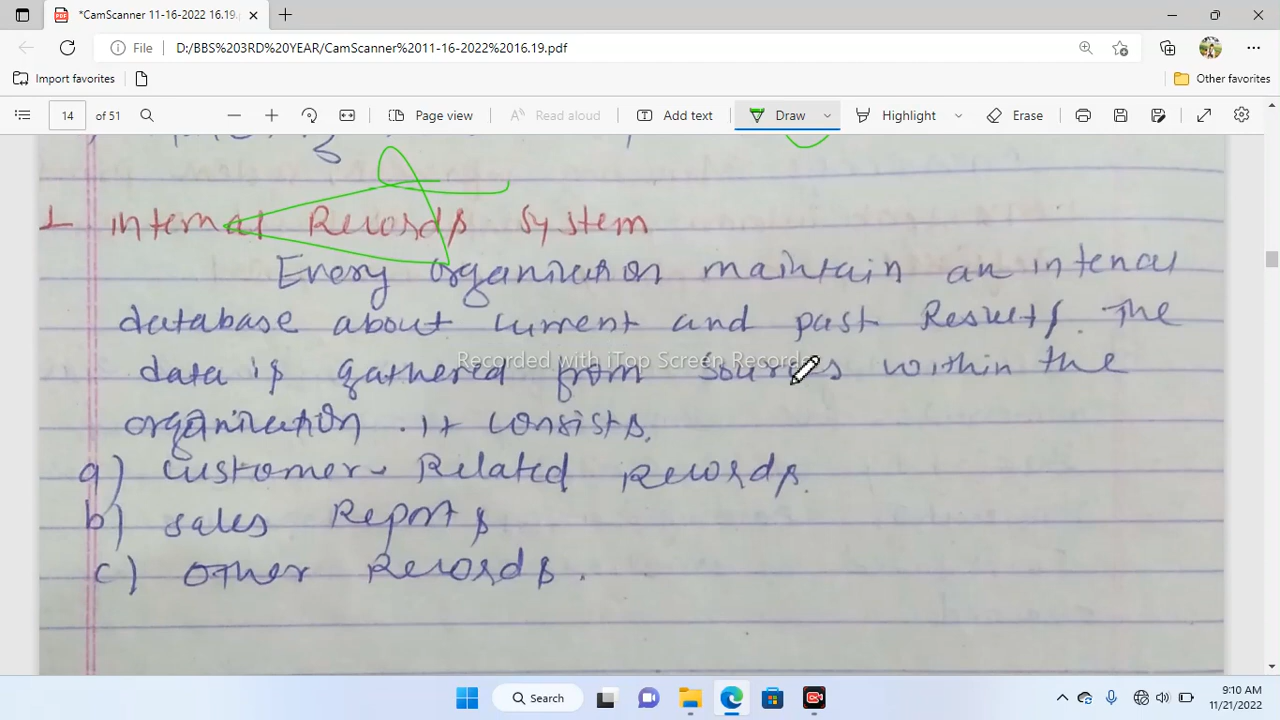 *CamScanner 11-16-2022 16.19.p
File D:/BBS%203RD%20YEAR/CamScanner%2011-16-2022%2016.19.pdf
Import favorites Other favorites
14 of 51 Page view Read aloud Add text Draw Highlight Erase
1 Internal Records System
Every organization maintain an internal
database about current and past Results. The
Recorded with iTop Screen Recorder
data is gathered from sources within the
organization. It consists.
a) Customer-Related records.
b) Sales Reports
c) Other Records.
Search
9:10 AM
11/21/2022